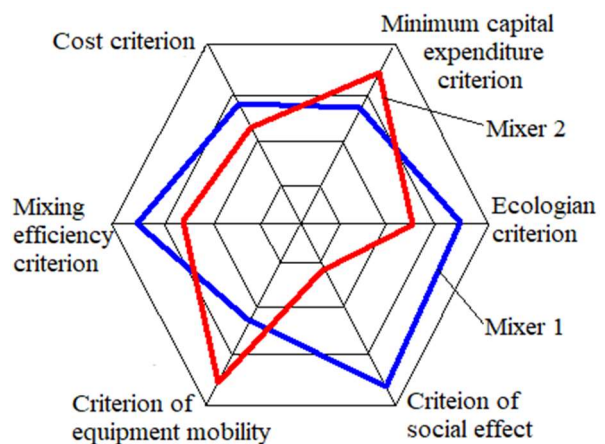 Cost criterion
Minimum capital
expenditure
criterion
Mixer 2
Mixing
efficiency
criterion
Ecologian
criterion
Mixer 1
Criterion of
equipment mobility
Criteion of
social effect